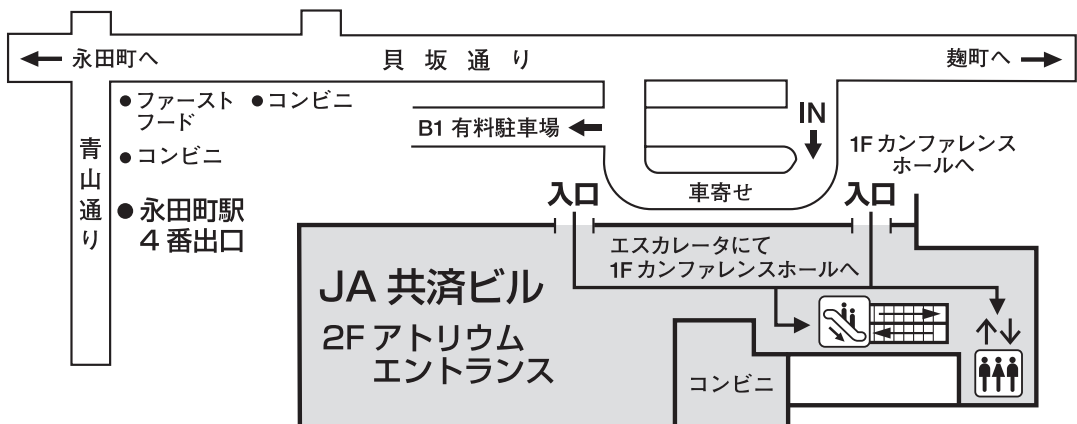 永田町へ
貝坂通り
麹町へ
ファースト
フード
コンビニ
コンビニ
青山通り
永田町駅
4番出口
B1 有料駐車場
IN
1F カンファレンス
ホールへ
車寄せ
入口
入口
エスカレータにて
1F カンファレンスホールへ
JA 共済ビル
2F アトリウム
エントランス
コンビニ